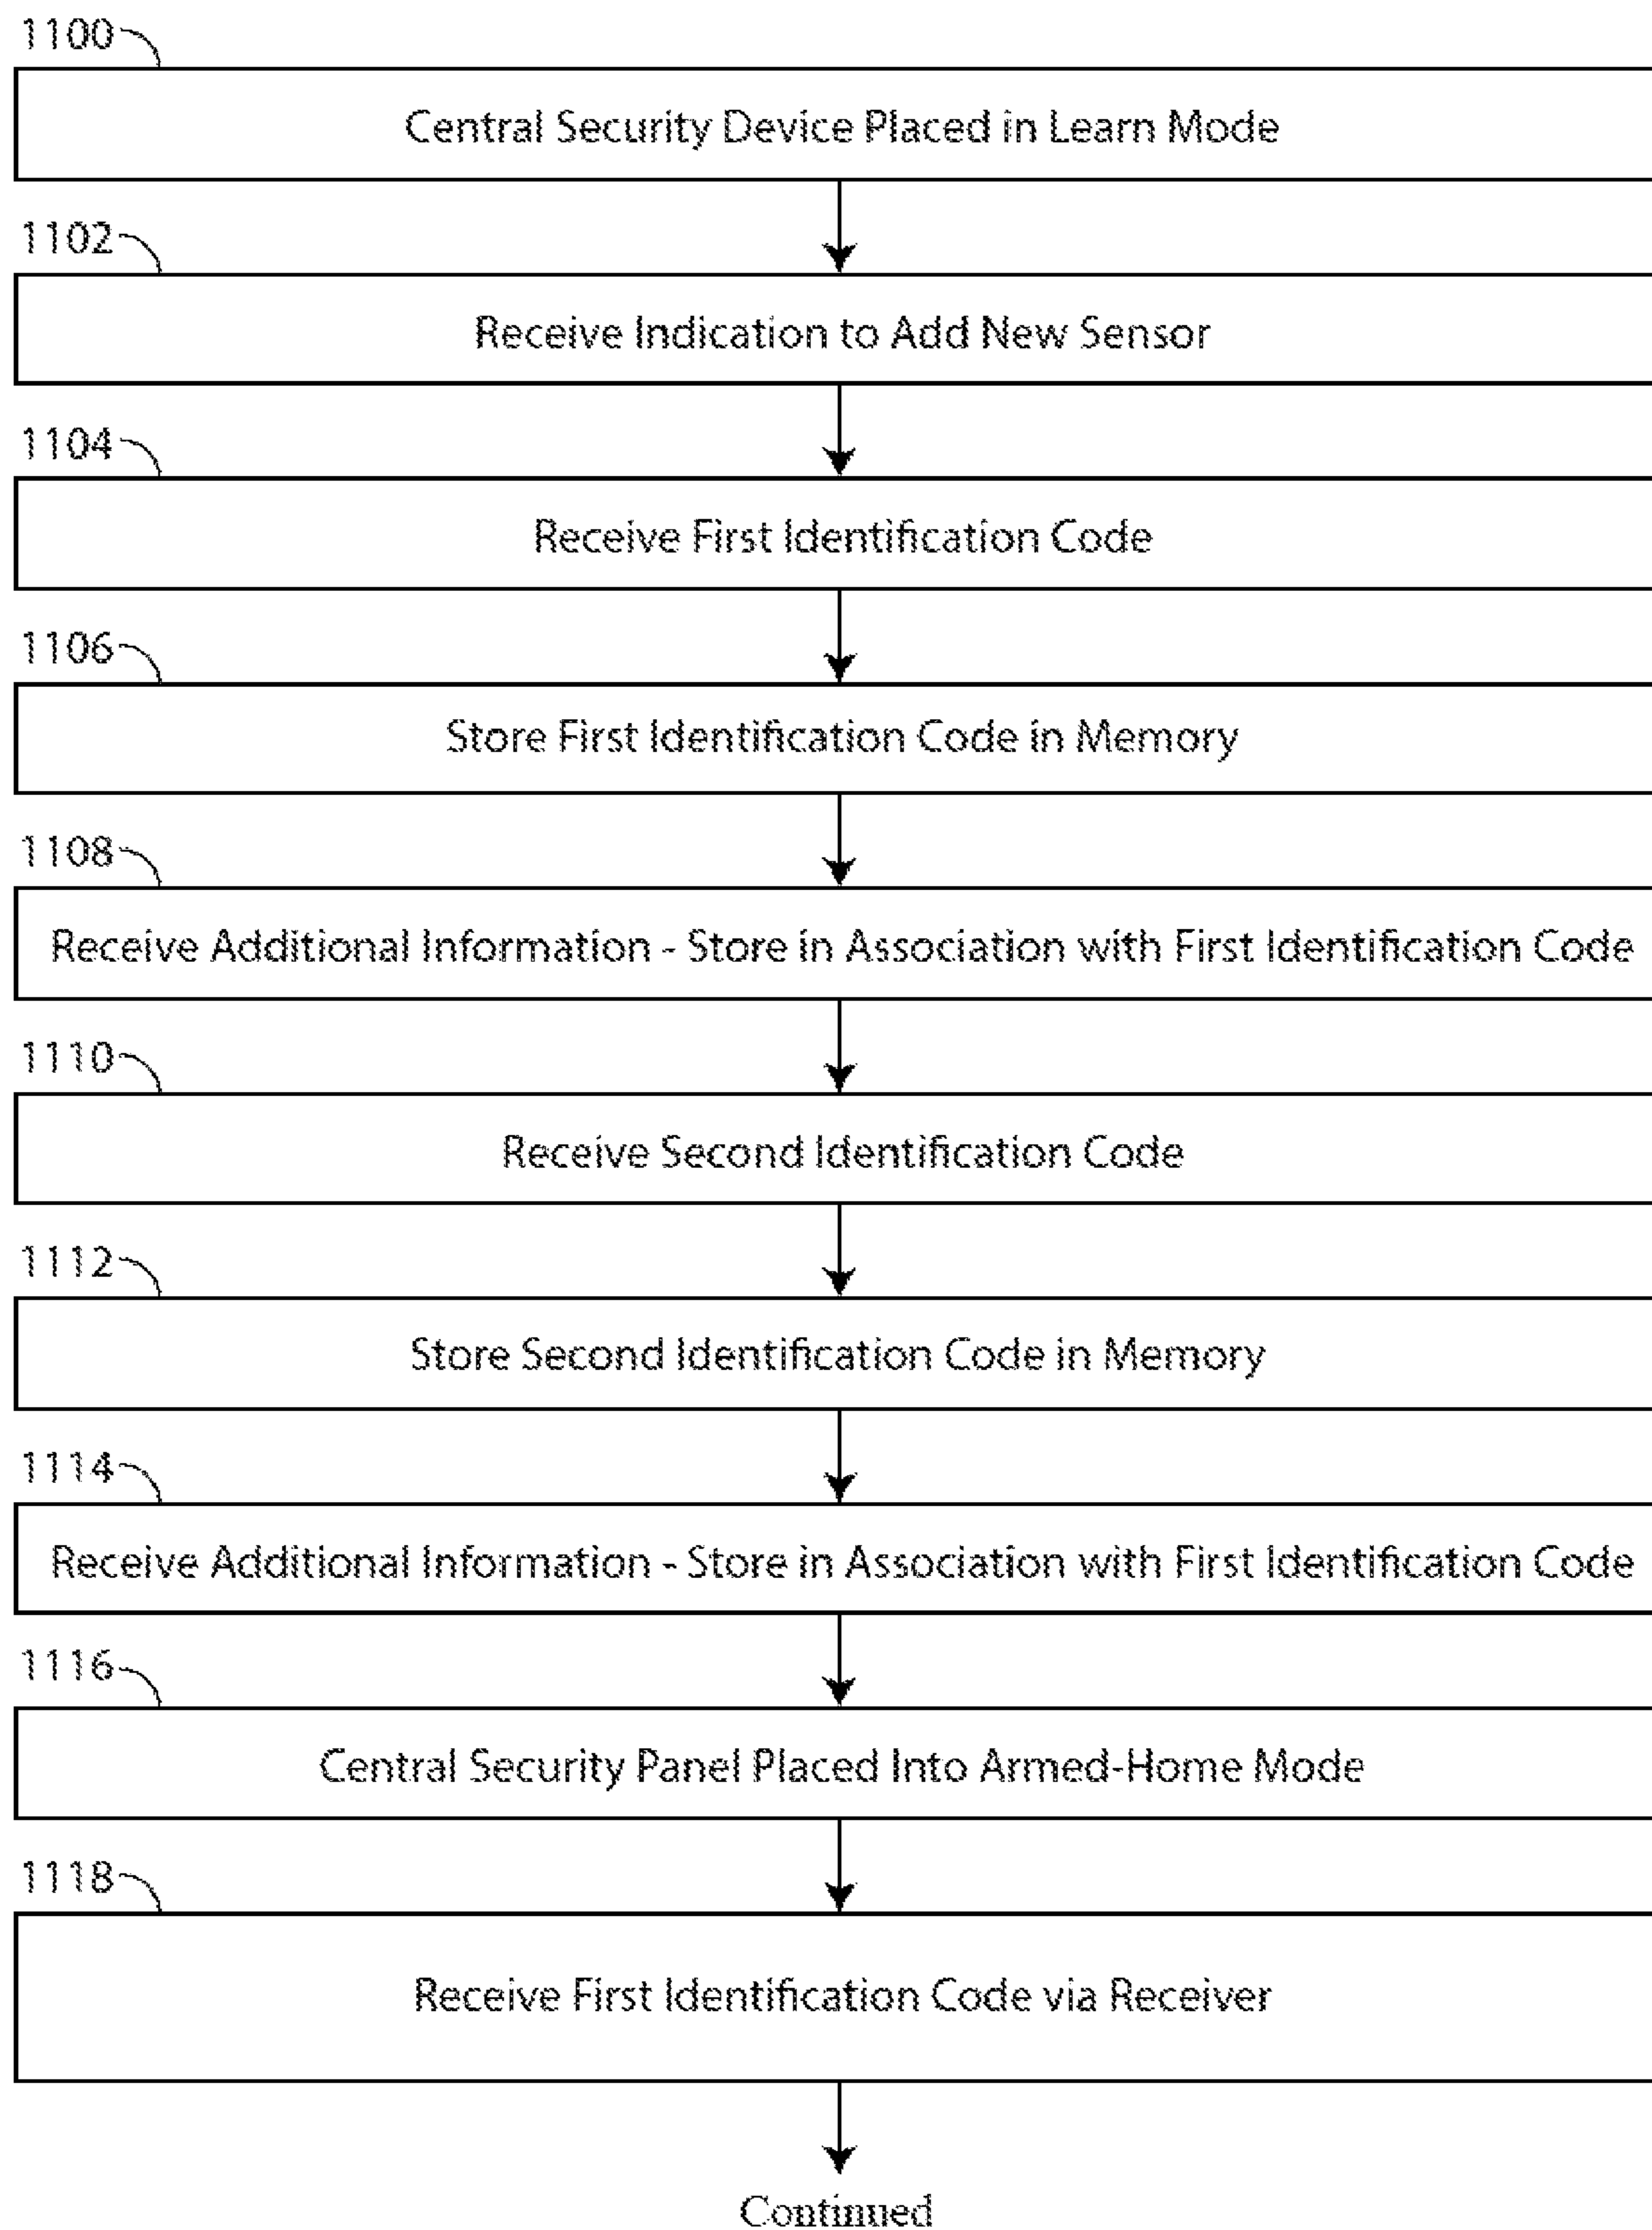 1100
Central Security Device Placed in Learn Mode
1102
Receive Indication to Add New Sensor
1104
Receive First Identification Code
1106
Store First Identification Code in Memory
1108
Receive Additional Information - Store in Association with First Identification Code
1110
Receive Second Identification Code
1112
Store Second Identification Code in Memory
1114
Receive Additional Information - Store in Association with First Identification Code
1116
Central Security Panel Placed Into Armed-Home Mode
1118
Receive First Identification Code via Receiver
Continued